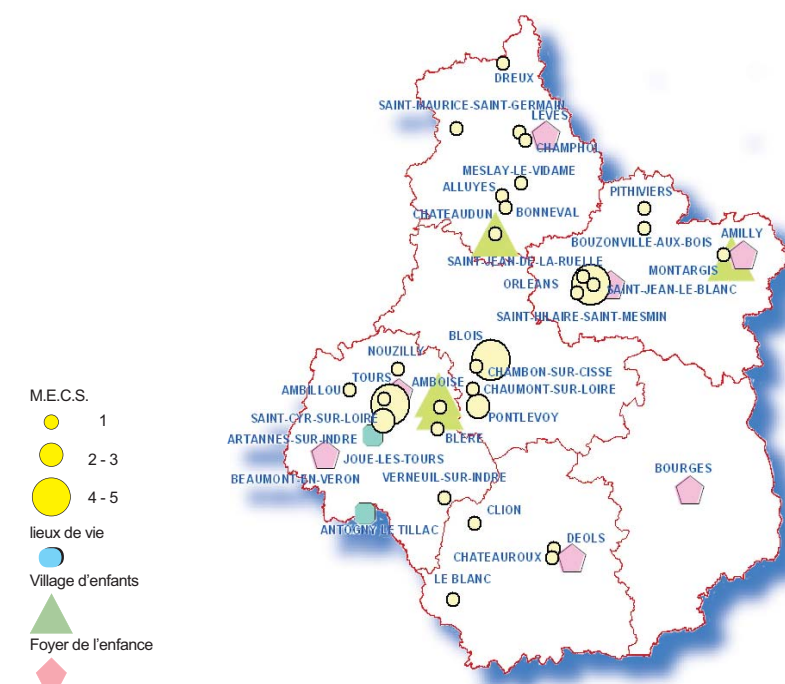 DREUX
SAINT-MAURICE-SAINT-GERMAIN
LEVES
CHAMPHOL
MESLAY-LE-VIDAME
ALLUYES
PITHIVIERS
CHATEAUDUN
BONNEVAL
AMILLY
BOUZONVILLE-AUX-BOIS
SAINT-JEAN-DE-LA-RUELLE
MONTARGIS
ORLEANS
SAINT-JEAN-LE-BLANC
SAINT-HILAIRE-SAINT-MESMIN
BLOIS
NOUZILLY
CHAMBON-SUR-CISSE
TOURS
AMBOISE
AMBILLOU
CHAUMONT-SUR-LOIRE
M.E.C.S.
SAINT-CYR-SUR-LOIRE
PONTLEVOY
1
ARTANNES-SUR-INDRE
BLERE
2 - 3
JOUE-LES-TOURS
BOURGES
BEAUMONT-EN-VERON
VERNEUIL-SUR-INDRE
4 - 5
CLION
lieux de vie
ANTOGNY LE TILLAC
DEOLS
CHATEAUROUX
Village d'enfants
LE BLANC
Foyer de l'enfance